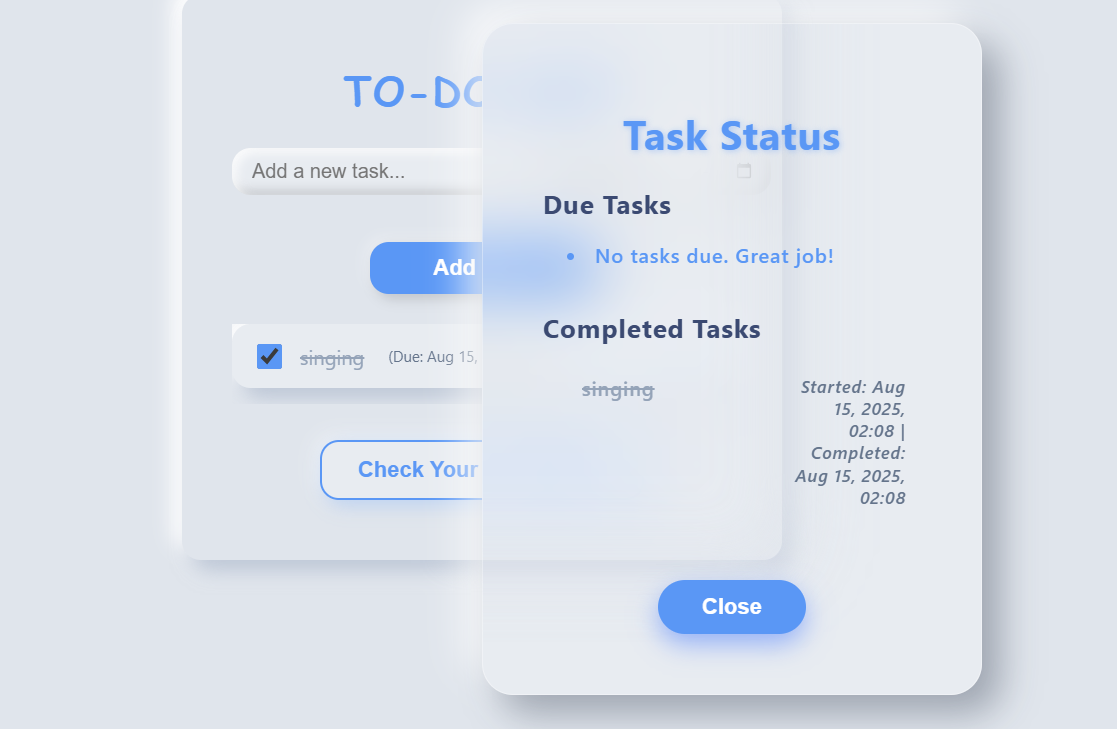 TO-DO
Add a new task...
Add
singing (Due: Aug 15,
Check Your
Task Status
Due Tasks
• No tasks due. Great job!
Completed Tasks
singing
Started: Aug
15, 2025,
02:08 |
Completed:
Aug 15, 2025,
02:08
Close